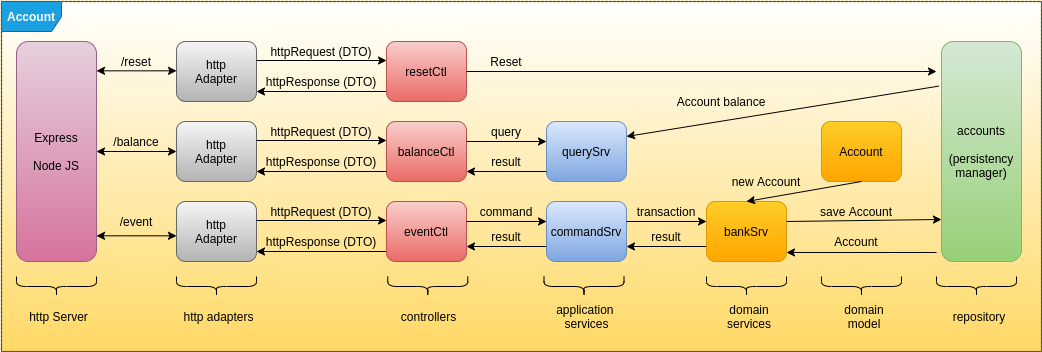 Account
Express
Node JS
/reset
http
Adapter
httpRequest (DTO)
httpResponse (DTO)
resetCtl
Reset
Account balance
accounts
(persistency
manager)
/balance
http
Adapter
httpRequest (DTO)
httpResponse (DTO)
balanceCtl
query
result
querySrv
Account
new Account
/event
http
Adapter
httpRequest (DTO)
httpResponse (DTO)
eventCtl
command
result
commandSrv
transaction
result
bankSrv
save Account
Account
http Server
http adapters
controllers
application
services
domain
services
domain
model
repository